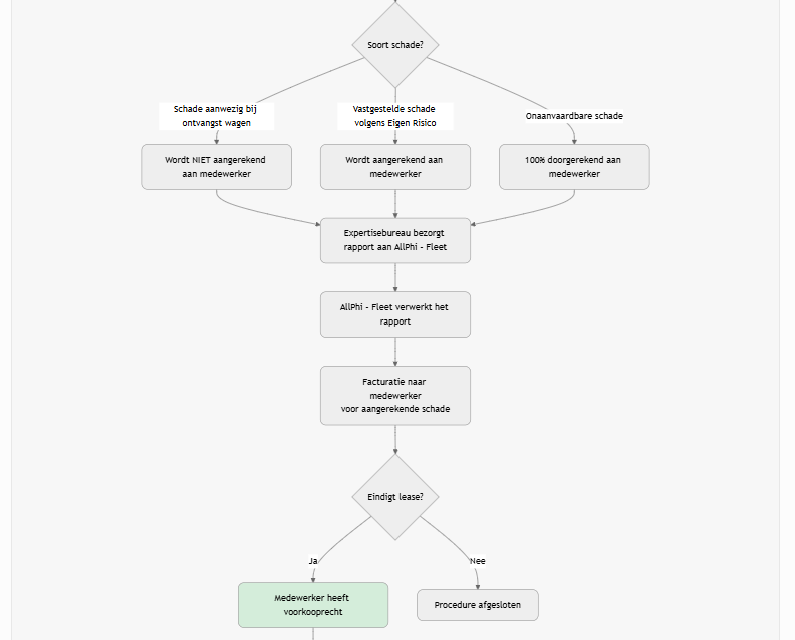 Soort schade?
Schade aanwezig bij
ontvangst wagen
Vastgestelde schade
volgens Eigen Risico
Onaanvaardbare schade
Wordt NIET aangerekend
aan medewerker
Wordt aangerekend aan
medewerker
100% doorgerekend aan
medewerker
Expertisebureau bezorgt
rapport aan AllPhi - Fleet
AllPhi - Fleet verwerkt het
rapport
Facturatie naar
medewerker
voor aangerekende schade
Eindigt lease?
Ja
Nee
Medewerker heeft
voorkooprecht
Procedure afgesloten